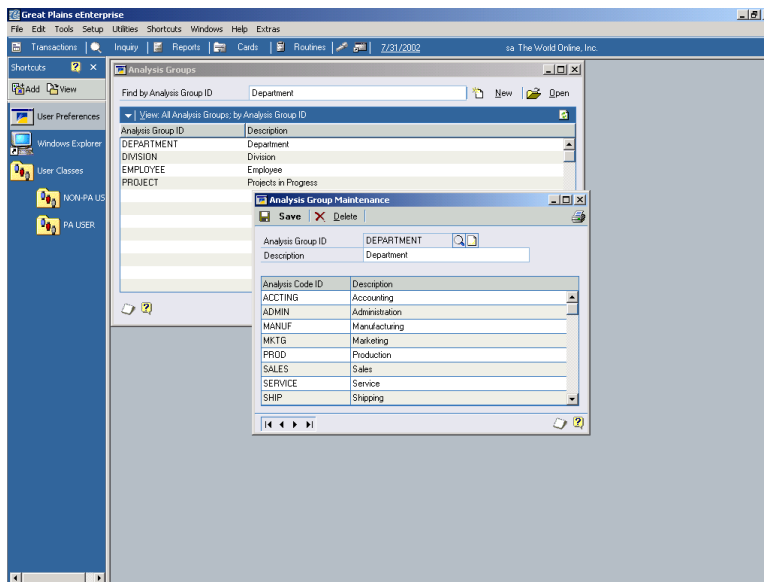 Great Plains eEnterprise
File Edit Tools Setup Utilities Shortcuts Windows Help Extras
Transactions Inquiry Reports Cards Routines 7/31/2002 sa The World Online, Inc.
Shortcuts
Add View
User Preferences
Windows Explorer
User Classes
NON-PA US
PA USER
Analysis Groups
Find by Analysis Group ID Department New Open
View: All Analysis Groups; by Analysis Group ID
Analysis Group ID Description
DEPARTMENT Department
DIVISION Division
EMPLOYEE Employee
PROJECT Projects in Progress
Analysis Group Maintenance
Save Delete
Analysis Group ID DEPARTMENT
Description Department
Analysis Code ID Description
ACCTING Accounting
ADMIN Administration
MANUF Manufacturing
MKTG Marketing
PROD Production
SALES Sales
SERVICE Service
SHIP Shipping